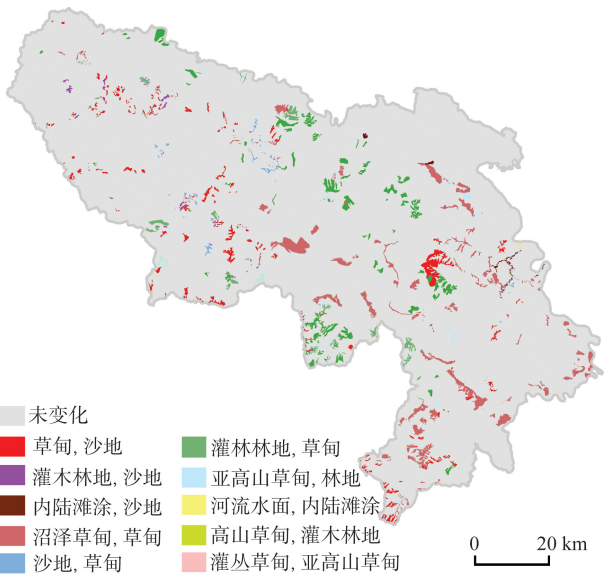 未变化
草甸, 沙地
灌木林地, 沙地
内陆滩涂, 沙地
沼泽草甸, 草甸
沙地, 草甸
灌林林地, 草甸
亚高山草甸, 林地
河流水面, 内陆滩涂
高山草甸, 灌木林地
灌丛草甸, 亚高山草甸
0 20 km